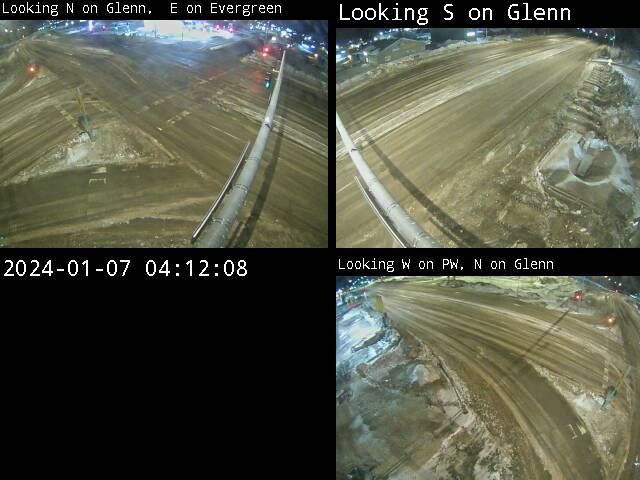 Looking N on Glenn,  E on Evergreen
Looking S on Glenn
2024-01-07 04:12:08
Looking W on PW, N on Glenn